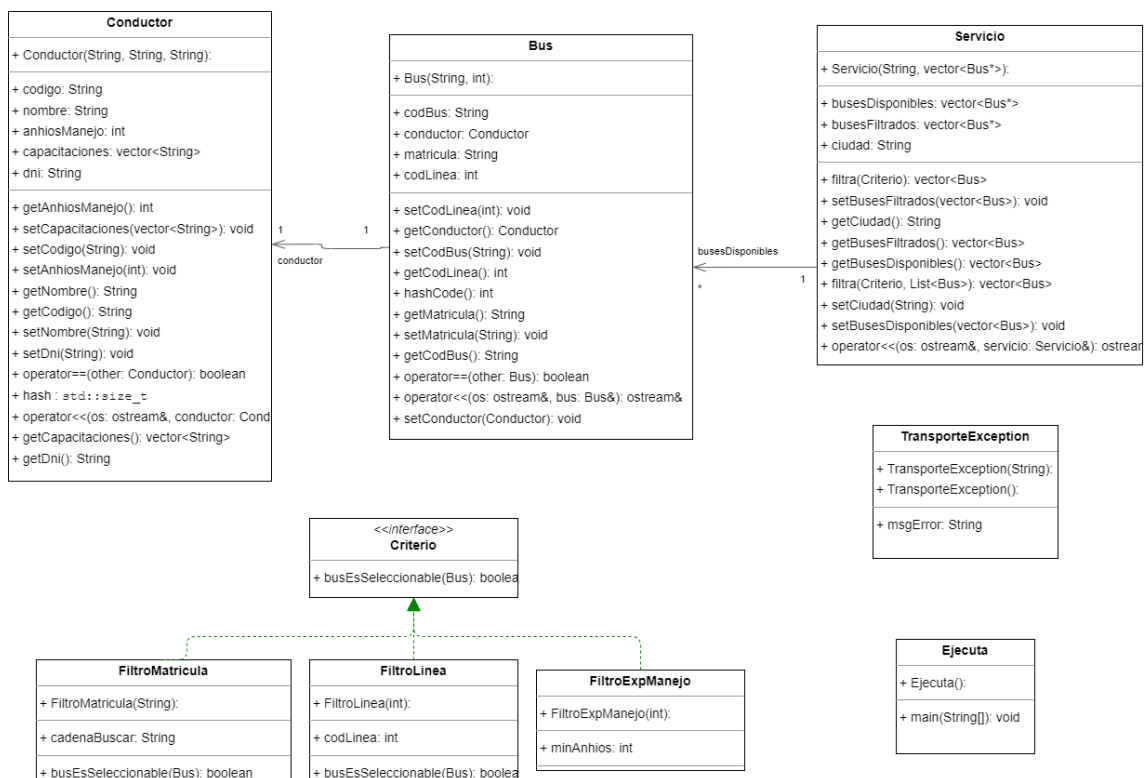 Conductor
+ Conductor(String, String, String):
+ codigo: String
+ nombre: String
+ anhiosManejo: int
+ capacitaciones: vector<String>
+ dni: String
+ getAnhiosManejo(): int
+ setCapacitaciones(vector<String>): void
+ setCodigo(String): void
+ setAnhiosManejo(int): void
+ getNombre(): String
+ getCodigo(): String
+ setNombre(String): void
+ setDni(String): void
+ operator==(other: Conductor): boolean
+ hash : std::size_t
+ operator<<(os: ostream&, conductor: Cond
+ getCapacitaciones(): vector<String>
+ getDni(): String
1
1
conductor
Bus
+ Bus(String, int):
+ codBus: String
+ conductor: Conductor
+ matricula: String
+ codLinea: int
+ setCodLinea(int): void
+ getConductor(): Conductor
+ setCodBus(String): void
+ getCodLinea(): int
+ hashCode(): int
+ getMatricula(): String
+ setMatricula(String): void
+ getCodBus(): String
+ operator==(other: Bus): boolean
+ operator<<(os: ostream&, bus: Bus&): ostream&
+ setConductor(Conductor): void
busesDisponibles
1
*
Servicio
+ Servicio(String, vector<Bus*>):
+ busesDisponibles: vector<Bus*>
+ busesFiltrados: vector<Bus*>
+ ciudad: String
+ filtra(Criterio): vector<Bus>
+ setBusesFiltrados(vector<Bus>): void
+ getCiudad(): String
+ getBusesFiltrados(): vector<Bus>
+ getBusesDisponibles(): vector<Bus>
+ filtra(Criterio, List<Bus>): vector<Bus>
+ setCiudad(String): void
+ setBusesDisponibles(vector<Bus>): void
+ operator<<(os: ostream&, servicio: Servicio&): ostrear
TransporteException
+ TransporteException(String):
+ TransporteException():
+ msgError: String
<<interface>>
Criterio
+ busEsSeleccionable(Bus): boolea
FiltroMatricula
+ FiltroMatricula(String):
+ cadenaBuscar: String
+ busEsSeleccionable(Bus): boolean
FiltroLinea
+ FiltroLinea(int):
+ codLinea: int
+ busEsSeleccionable(Bus): boolea
FiltroExpManejo
+ FiltroExpManejo(int):
+ minAnhios: int
Ejecuta
+ Ejecuta():
+ main(String[]): void